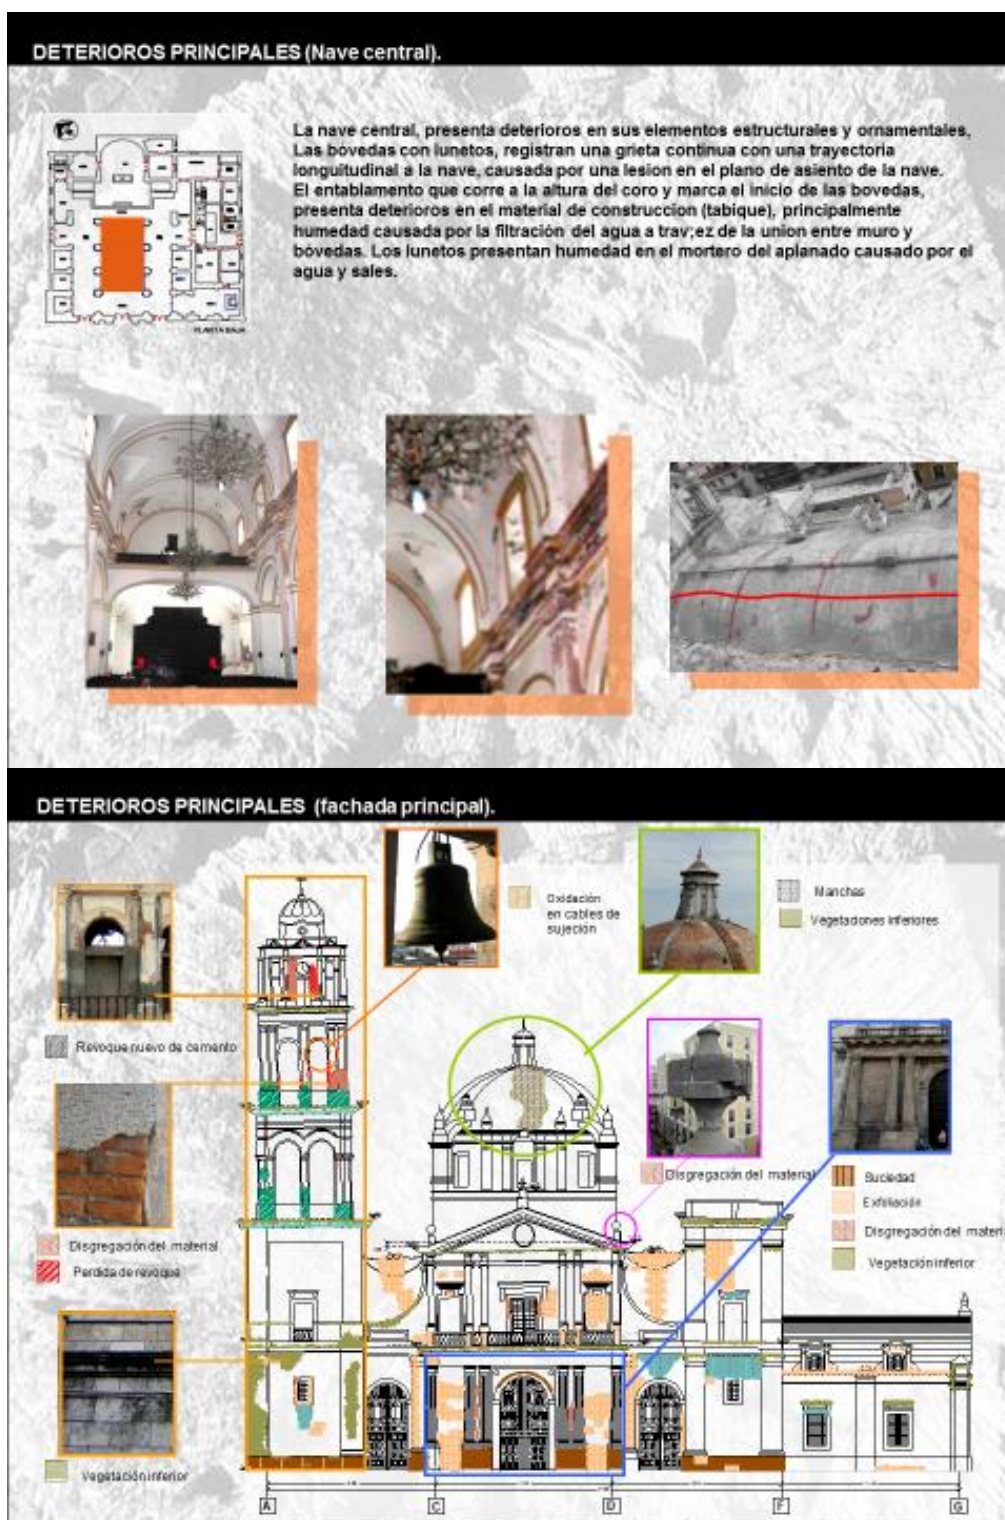 DETERIOROS PRINCIPALES (Nave central).
La nave central, presenta deterioros en sus elementos estructurales y ornamentales,
Las bóvedas con lunetos, registran una grieta continua con una trayectoria
longuitudinal a la nave, causada por una lesion en el plano de asiento de la nave.
El entablamento que corre a la altura del coro y marca el inicio de las bovedas,
presenta deterioros en el material de construccion (tabique), principalmente
humedad causada por la filtración del agua a trav;ez de la union entre muro y
bóvedas. Los lunetos presentan humedad en el mortero del aplanado causado por el
agua y sales.
PLANTA BAJA
DETERIOROS PRINCIPALES (fachada principal).
Oxidación
en cables de
sujeción
Manchas
Vegetaciones inferiores
Revoque nuevo de cemento
Disgregación del material
Suciedad
Exfoliación
Disgregación del materia
Vegetación inferior
Disgregación del material
Perdida de revoque
Vegetación inferior
A C D F G